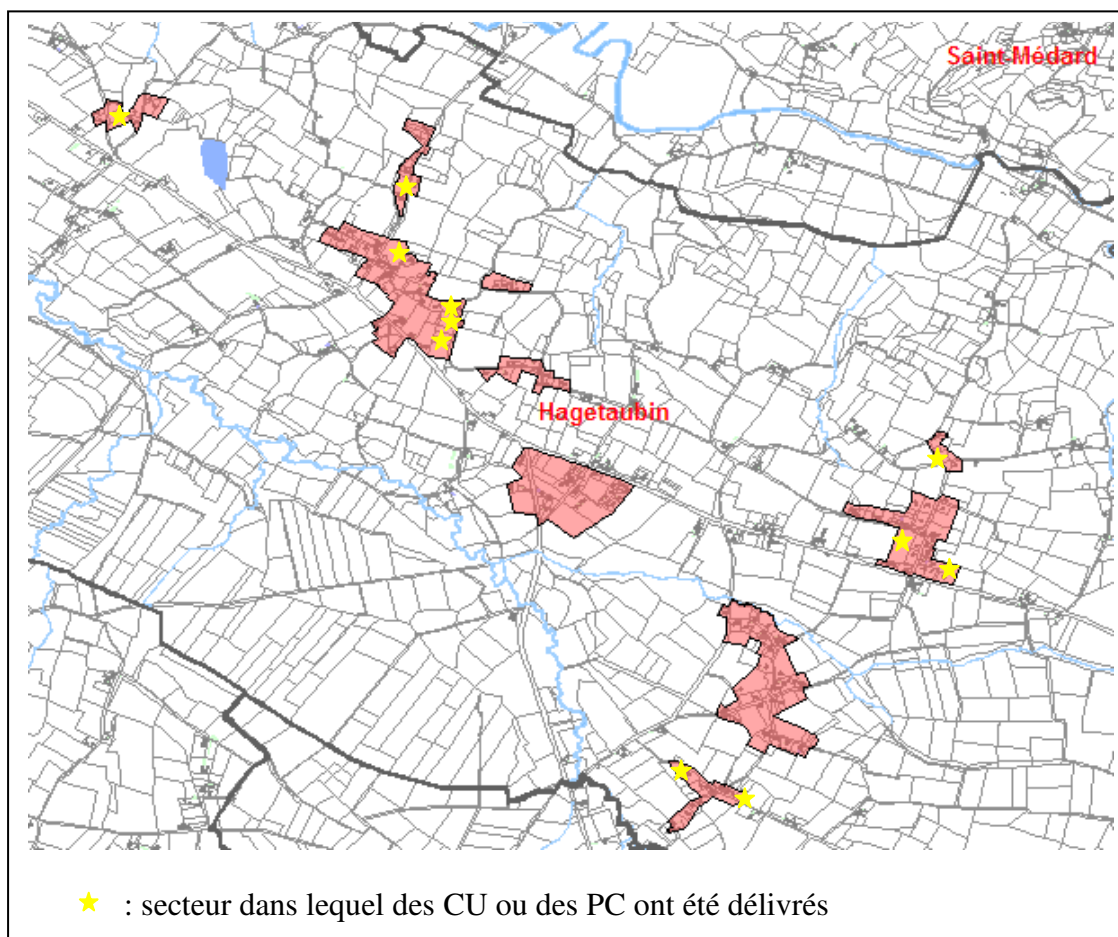 Saint-Médard
Hagetaubin
: secteur dans lequel des CU ou des PC ont été délivrés